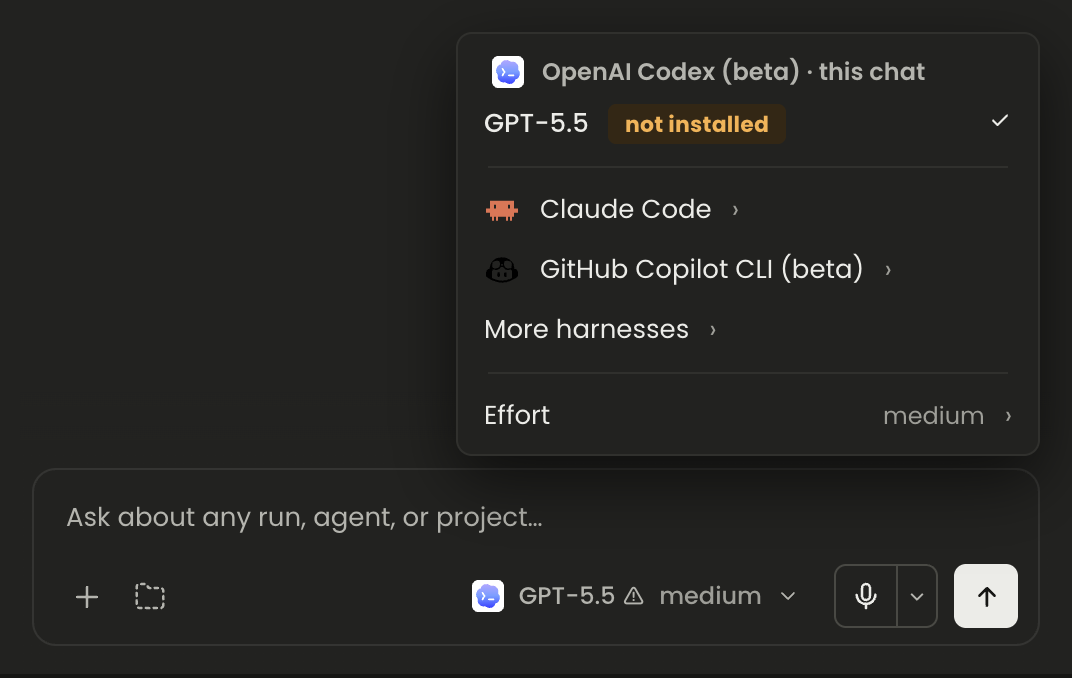 OpenAI Codex (beta) · this chat
GPT-5.5 not installed
Claude Code
GitHub Copilot CLI (beta)
More harnesses
Effort medium
Ask about any run, agent, or project...
GPT-5.5 medium